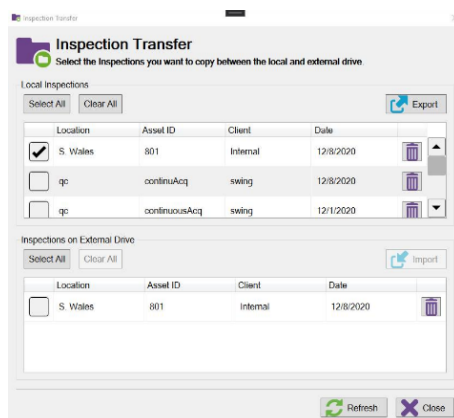 Inspection Transfer
Inspection Transfer
Select the Inspections you want to copy between the local and external drive.
Local Inspections
Select All Clear All Export
Location Asset ID Client Date
S. Wales 801 Internal 12/8/2020
qc continuAcq swing 12/8/2020
qc continuousAcq swing 12/1/2020
Inspections on External Drive
Select All Clear All Import
Location Asset ID Client Date
S. Wales 801 Internal 12/8/2020
Refresh Close